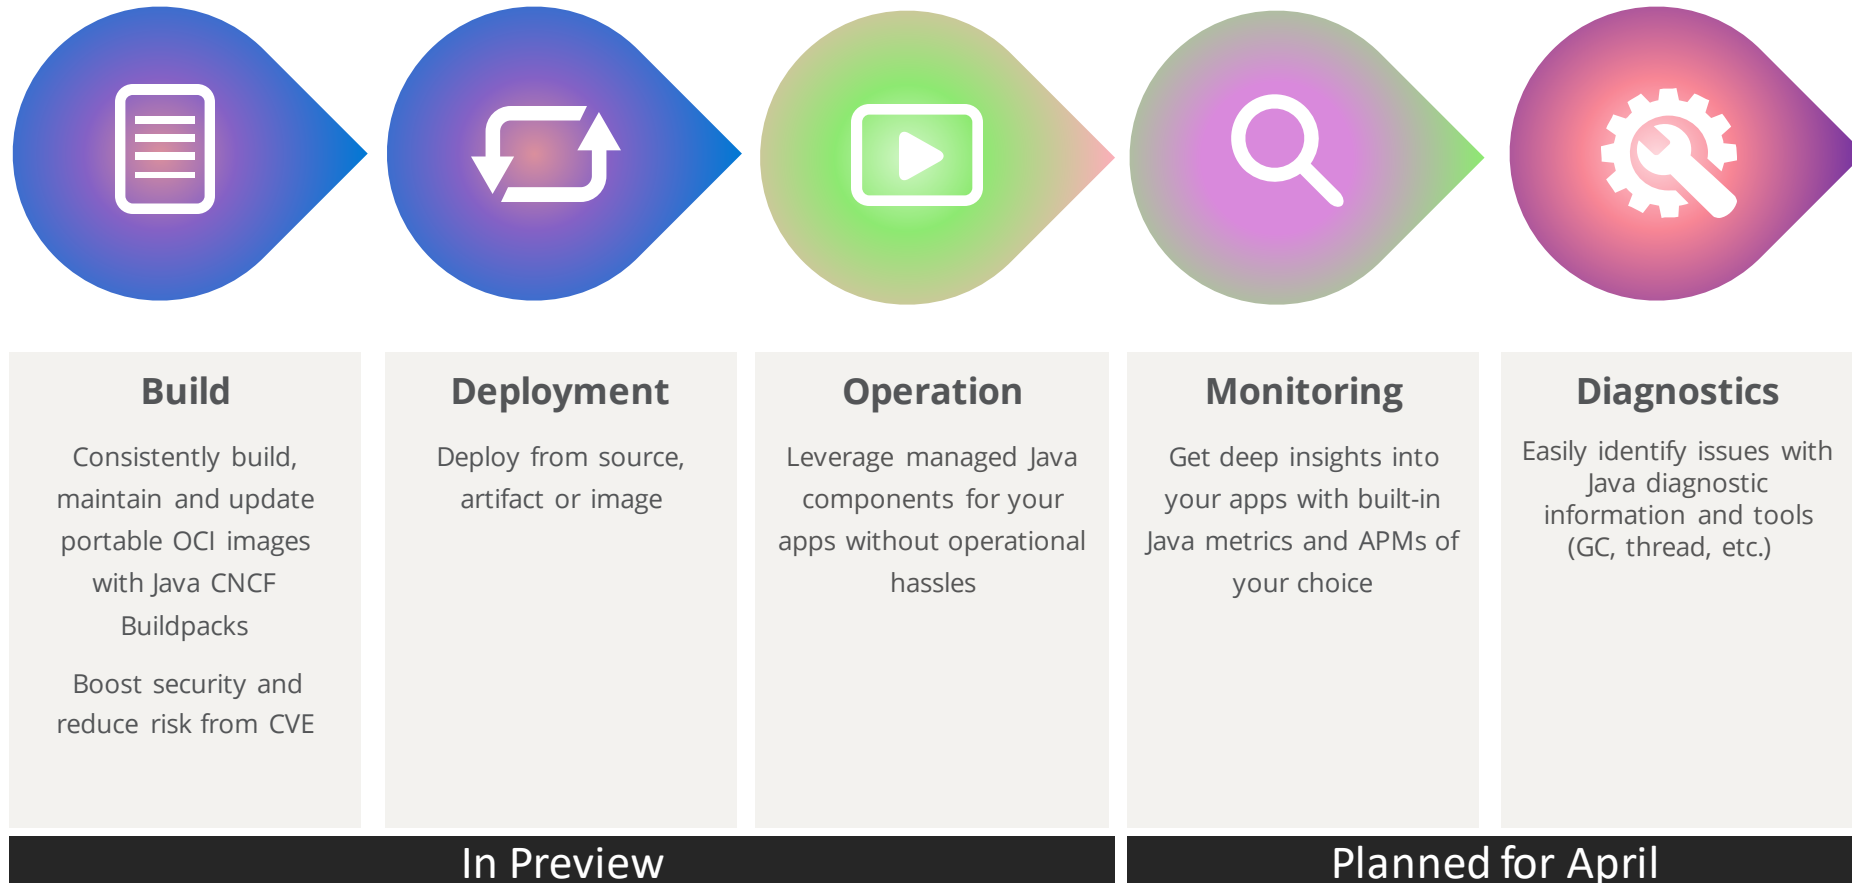 Build
Consistently build,
maintain and update
portable OCI images
with Java CNCF
Buildpacks
Boost security and
reduce risk from CVE
Deployment
Deploy from source,
artifact or image
Operation
Leverage managed Java
components for your
apps without operational
hassles
Monitoring
Get deep insights into
your apps with built-in
Java metrics and APMs of
your choice
Diagnostics
Easily identify issues with
Java diagnostic
information and tools
(GC, thread, etc.)
In Preview
Planned for April